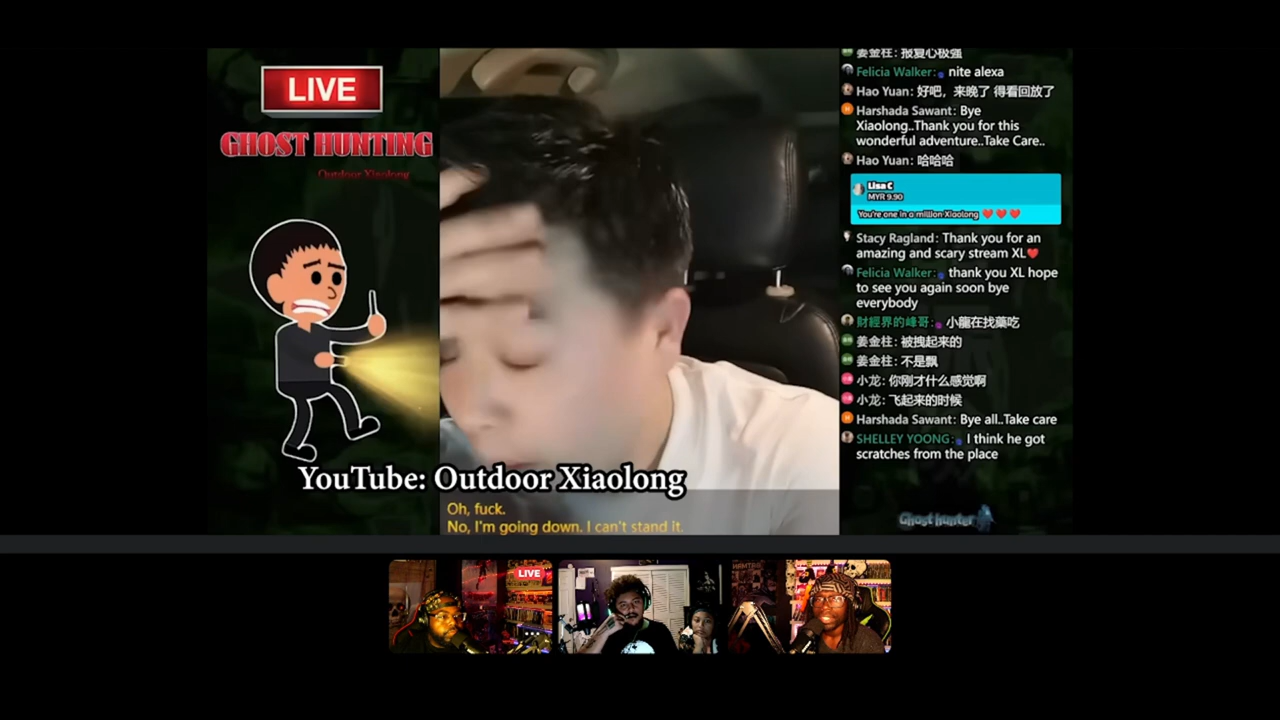 LIVE
GHOST HUNTING
Outdoor Xiaolong
YouTube: Outdoor Xiaolong
Oh, fuck.
No, I'm going down. I can't stand it.
姜金柱: 报复心极强
Felicia Walker: nite alexa
Hao Yuan: 好吧，来晚了 得看回放了
Harshada Sawant: Bye
Xiaolong..Thank you for this
wonderful adventure..Take Care..
Hao Yuan: 哈哈哈
Lisa C
MYR 9.90
You're one in a million Xiaolong ❤️❤️❤️
Stacy Ragland: Thank you for an
amazing and scary stream XL❤️
Felicia Walker: thank you XL hope
to see you again soon bye
everybody
財經界的峰哥: 小龍在找藥吃
姜金柱: 被拽起来的
姜金柱: 不是飘
小龙: 你刚才什么感觉啊
小龙: 飞起来的时候
Harshada Sawant: Bye all..Take care
SHELLEY YOONG: I think he got
scratches from the place
Ghost hunter
LIVE